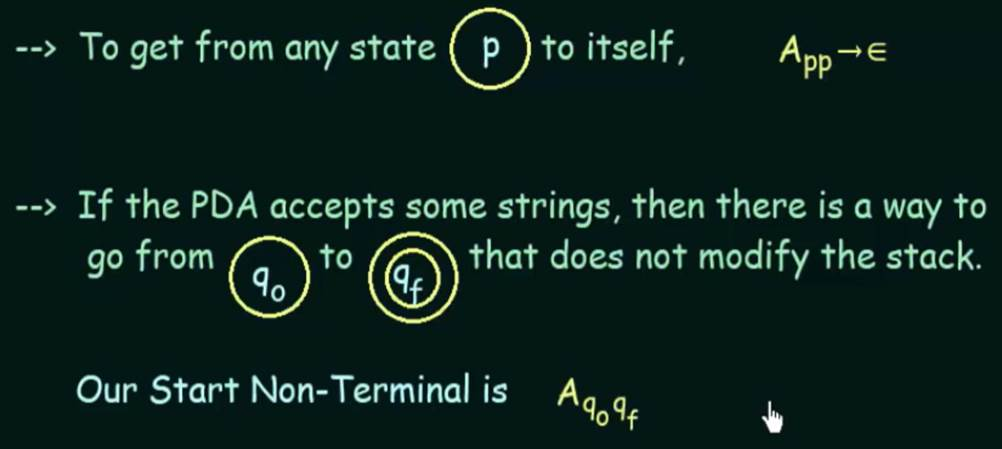 --> To get from any state p to itself, App→∈
--> If the PDA accepts some strings, then there is a way to
go from q0 to qf that does not modify the stack.
Our Start Non-Terminal is Aq0qf